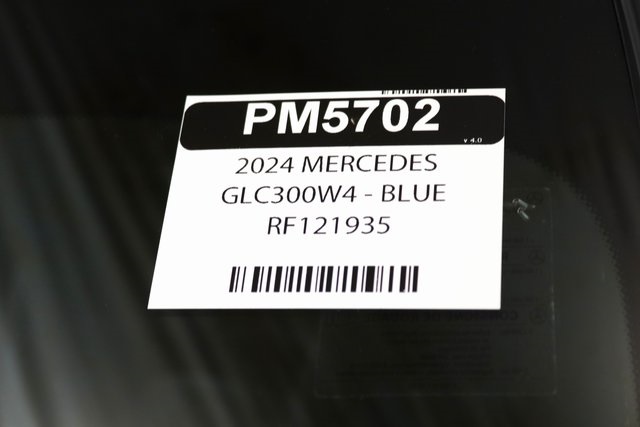 PM5702
v 4.0
2024 MERCEDES
GLC300W4 - BLUE
RF121935